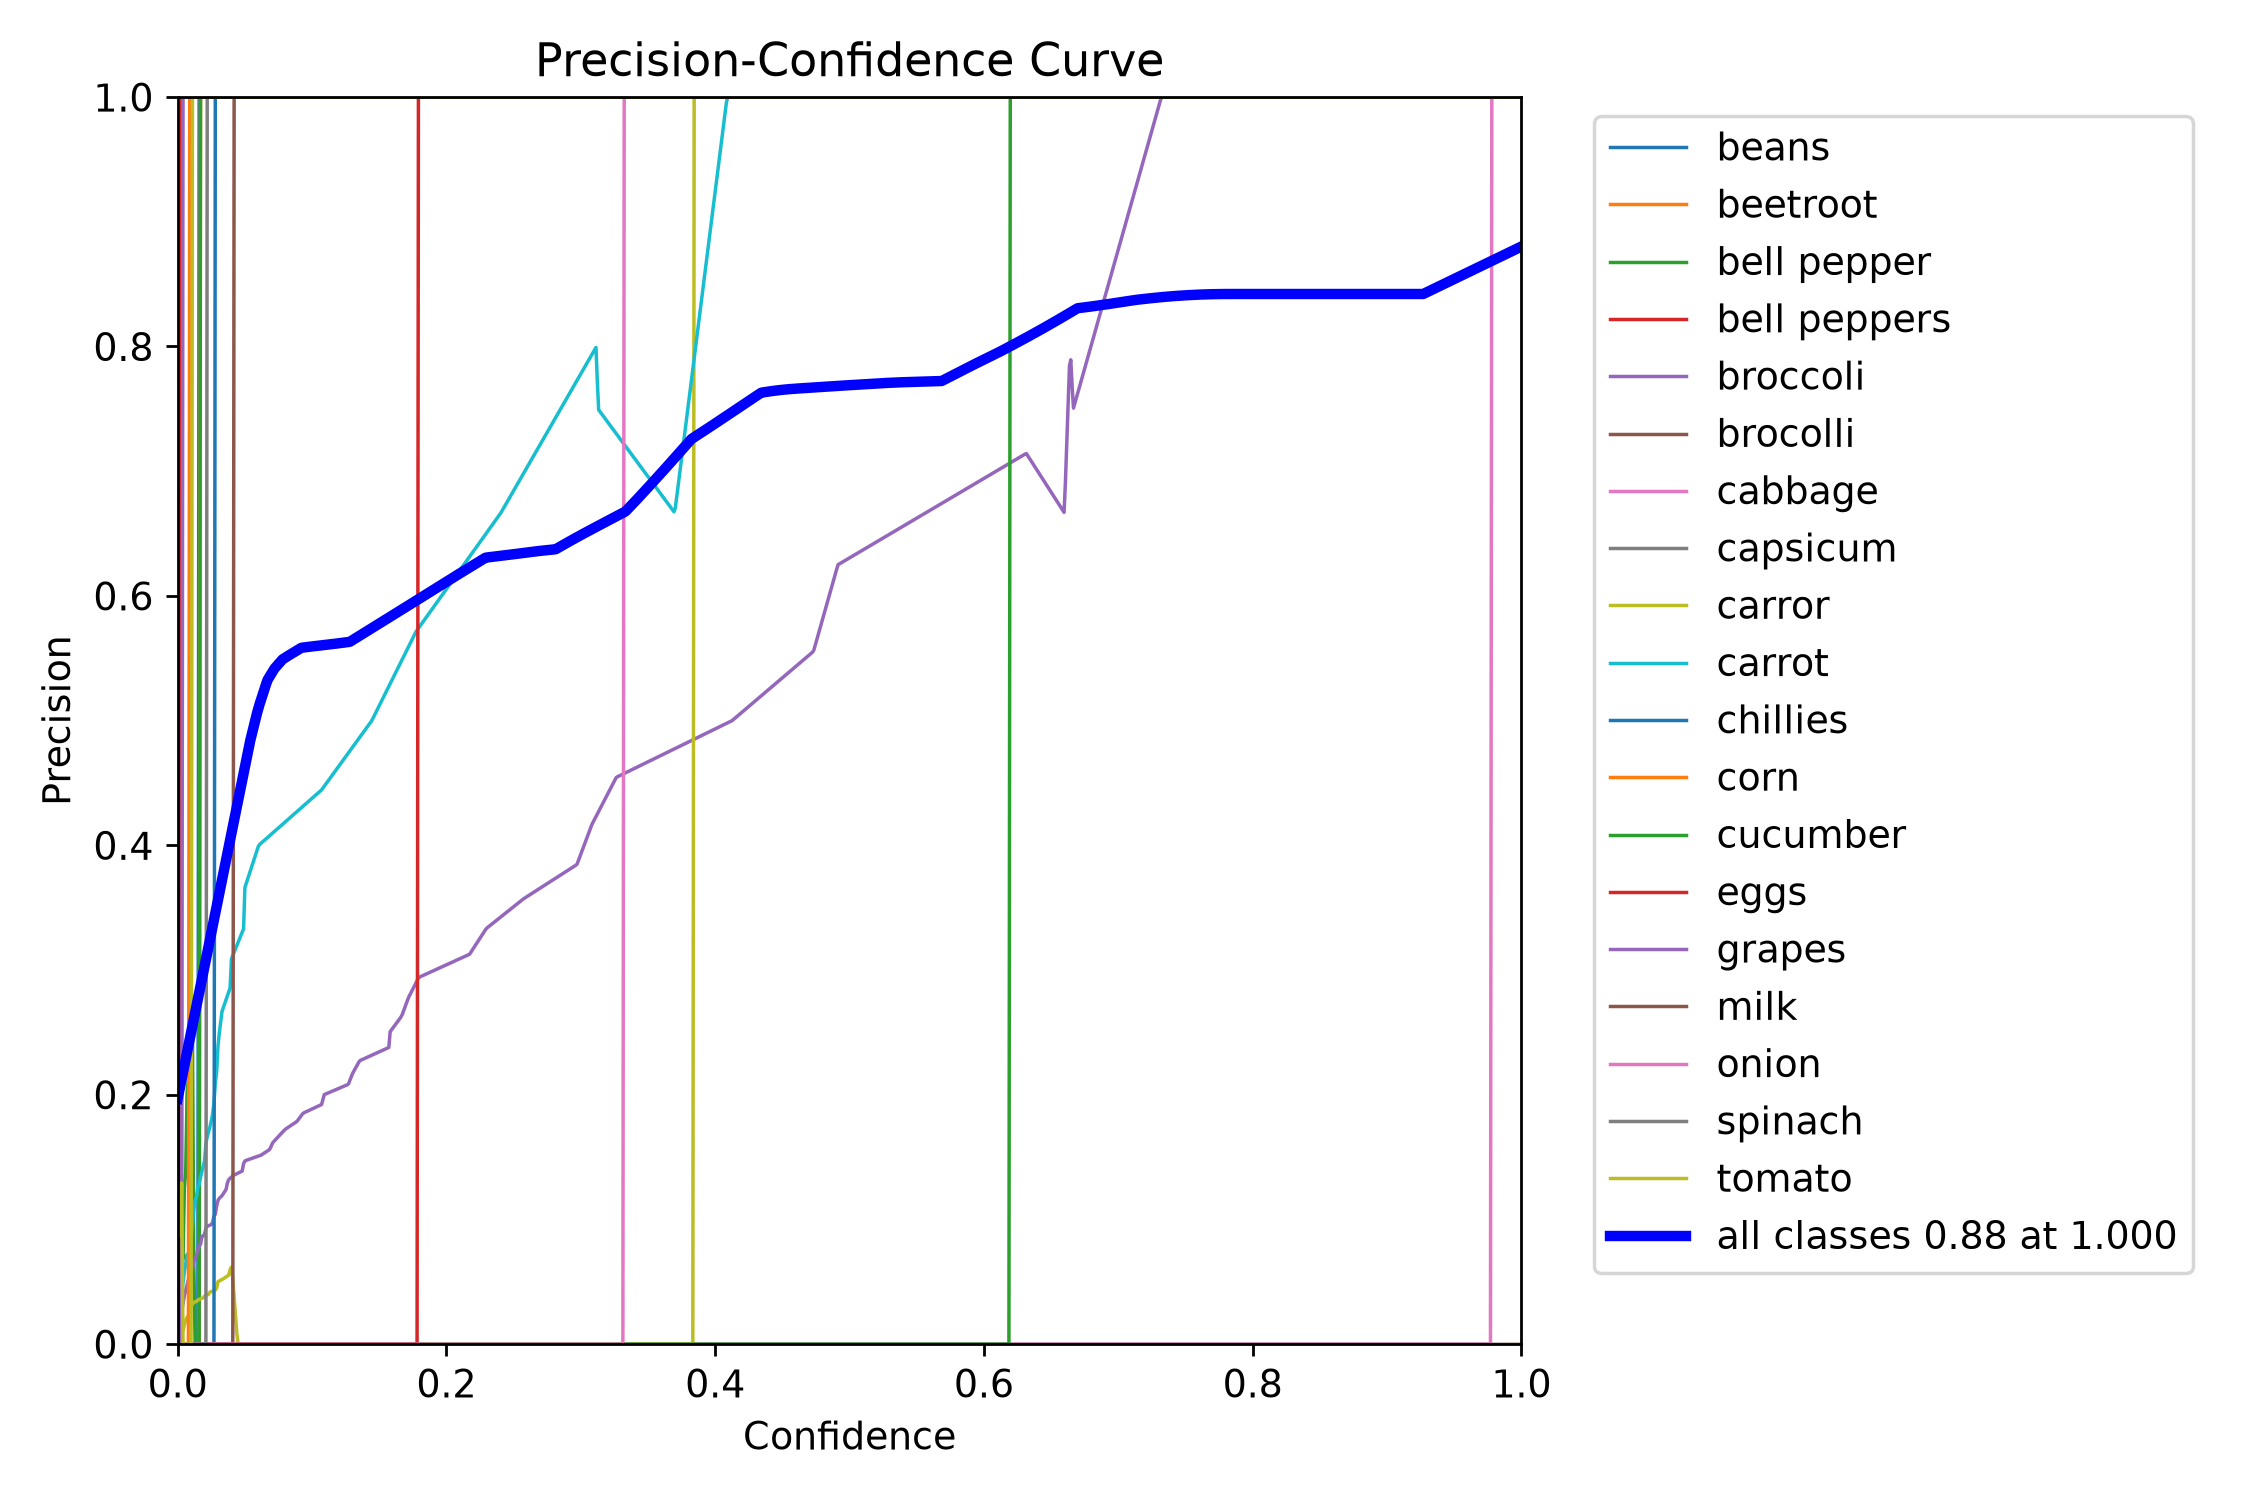 Precision-Confidence Curve
1.0
0.8
0.6
0.4
0.2
0.0
Precision
0.0 0.2 0.4 0.6 0.8 1.0
Confidence
beans
beetroot
bell pepper
bell peppers
broccoli
brocolli
cabbage
capsicum
carror
carrot
chillies
corn
cucumber
eggs
grapes
milk
onion
spinach
tomato
all classes 0.88 at 1.000